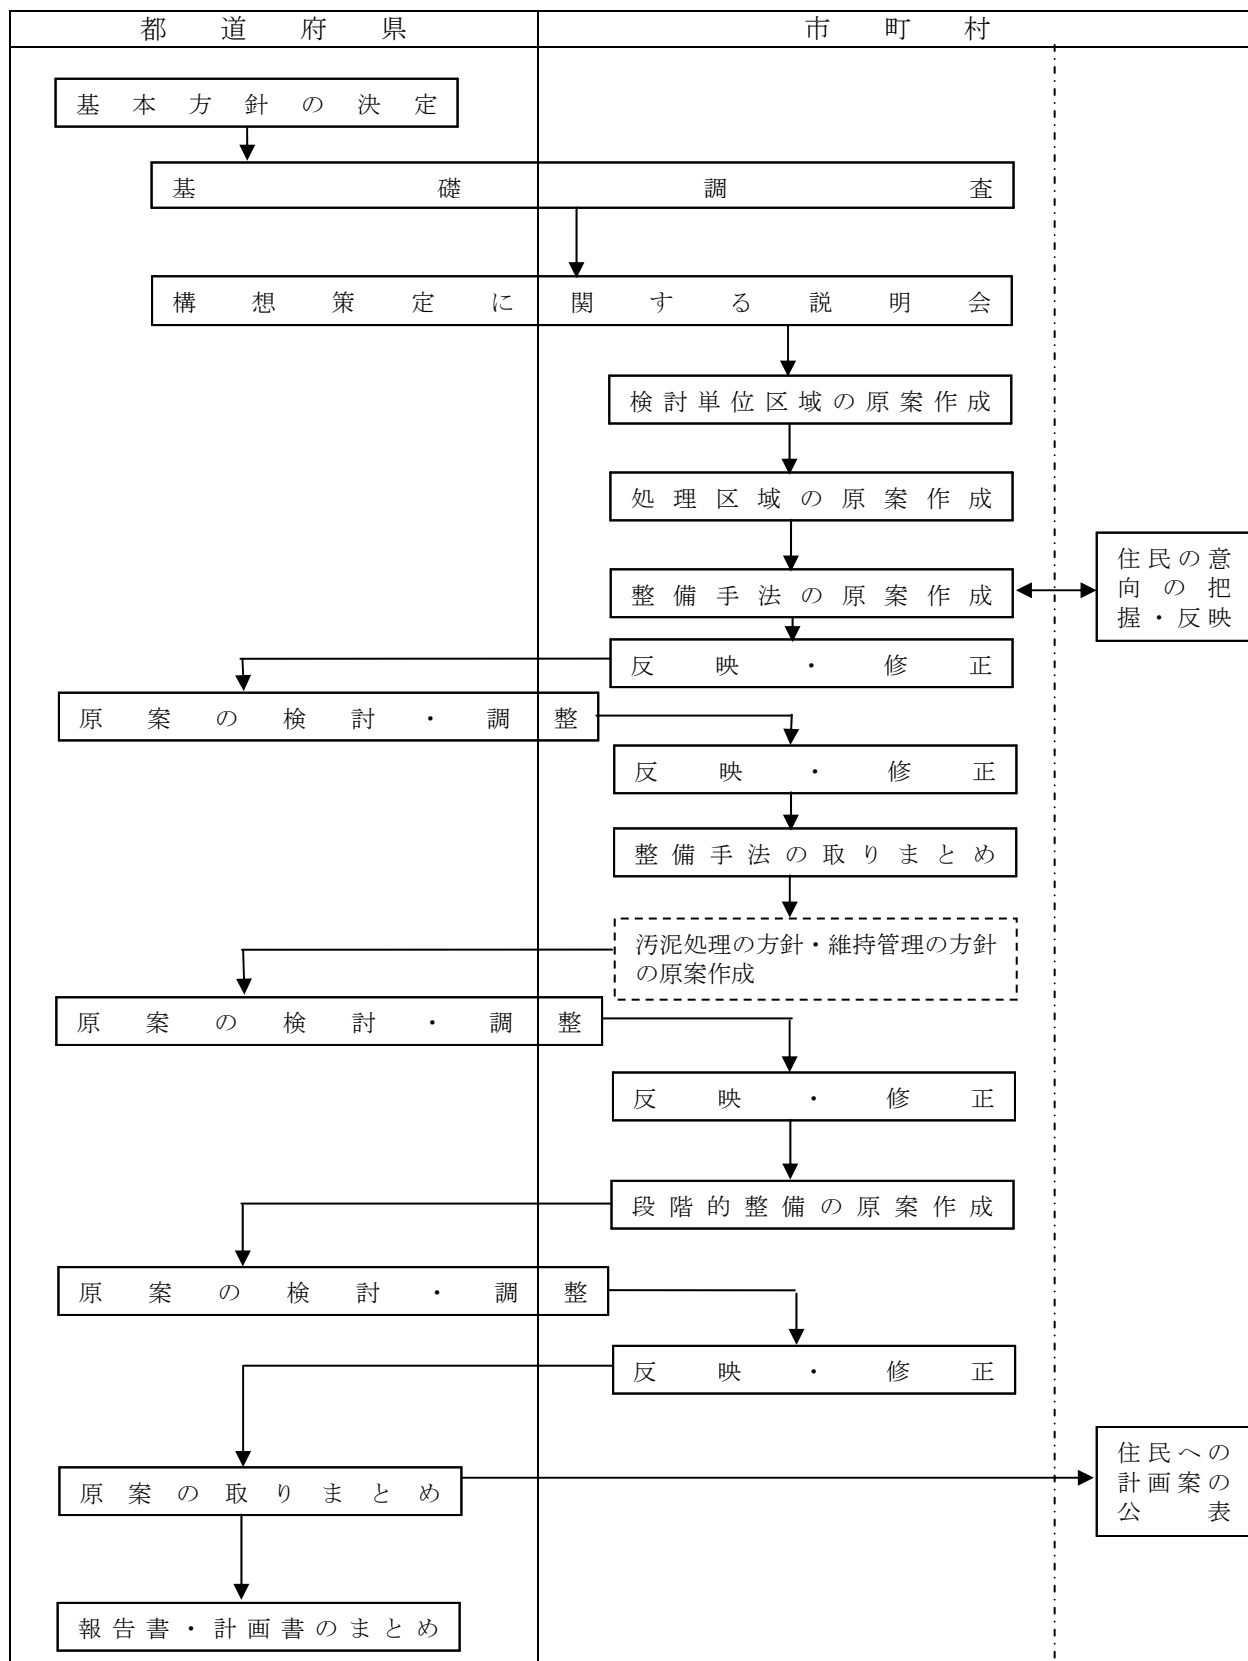 都道府県
市町村
基本方針の決定
基礎調査
構想策定に関する説明会
検討単位区域の原案作成
処理区域の原案作成
住民の意
向の把
握・反映
整備手法の原案作成
反映・修正
原案の検討・調整
反映・修正
整備手法の取りまとめ
汚泥処理の方針・維持管理の方針
の原案作成
原案の検討・調整
反映・修正
段階的整備の原案作成
原案の検討・調整
反映・修正
住民への
計画案の
公表
原案の取りまとめ
報告書・計画書のまとめ